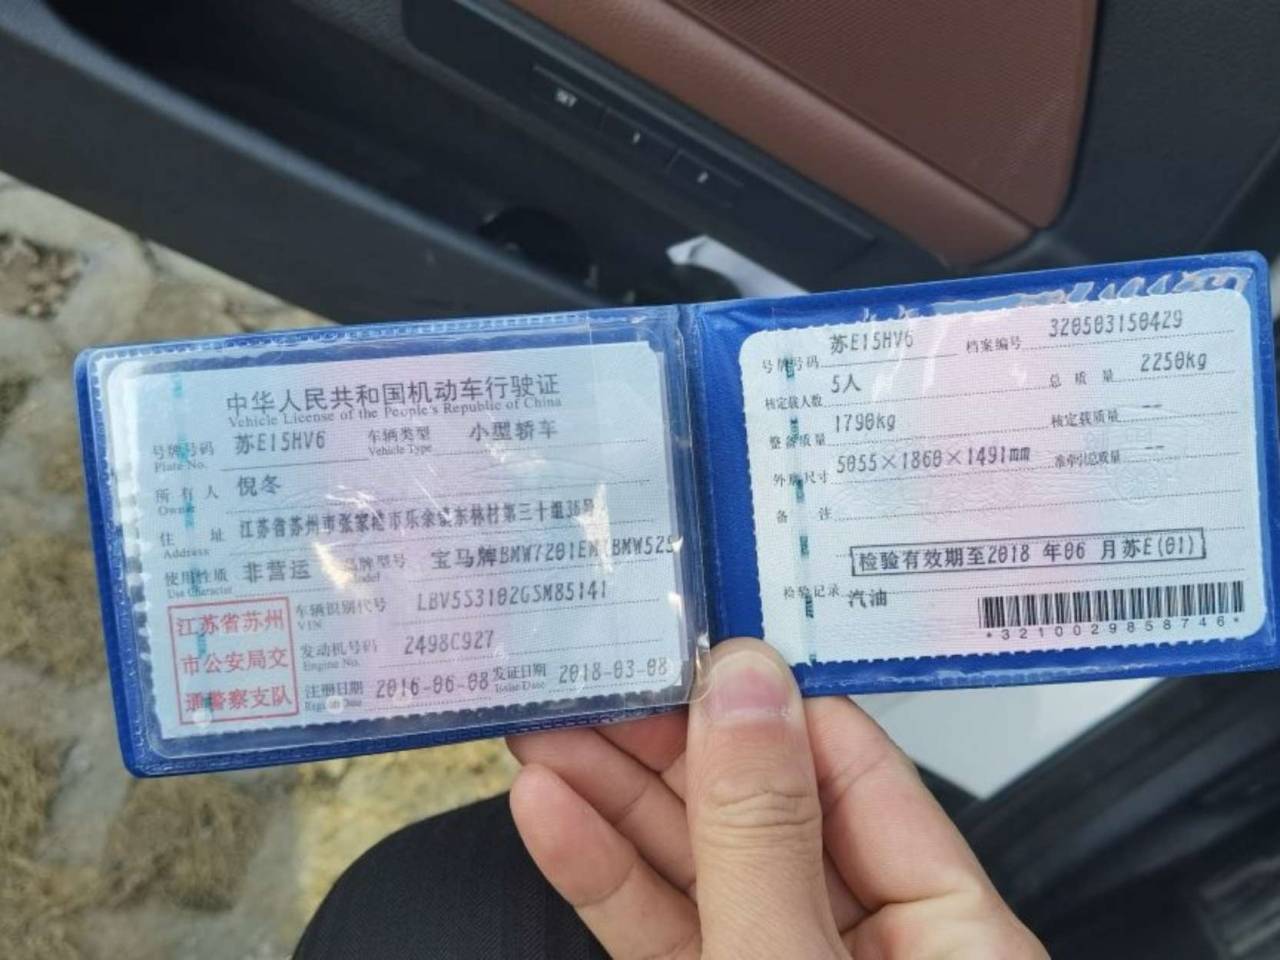 中华人民共和国机动车行驶证
Vehicle License of the People's Republic of China
号牌号码 苏E15HV6 车辆类型 小型轿车
Plate No. Vehicle Type
所有人 倪冬
Owner
住址 江苏省苏州市张家港市乐余镇东林村第三十组36号
Address
使用性质 非营运 品牌型号 宝马牌BMW7201E
Use Character Model
车辆识别代号 LBV5S3102GSM85141
VIN
发动机号码 2498C927
Engine No.
注册日期 2016-06-08 发证日期 2018-03-08
Issue Date
江苏省苏州
市公安局交
通警察支队
号牌号码 苏E15HV6 档案编号 320503150429
核定载人数 5人 总质量 2250kg
整备质量 1790kg 核定载质量 --
外廓尺寸 5055×1860×1491mm 准牵引总质量 --
备注
检验有效期至2018年06月苏E(01)
检验记录
汽油
*3210029858746*